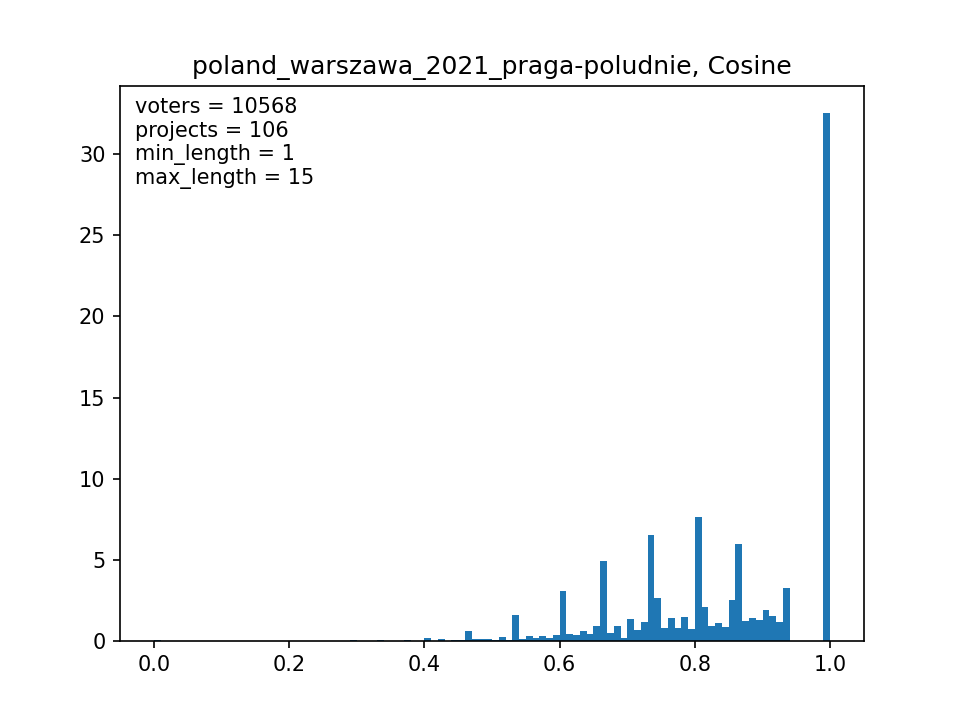 poland_warszawa_2021_praga-poludnie, Cosine
voters = 10568
projects = 106
min_length = 1
max_length = 15
30
25
20
15
10
5
0
0.0 0.2 0.4 0.6 0.8 1.0